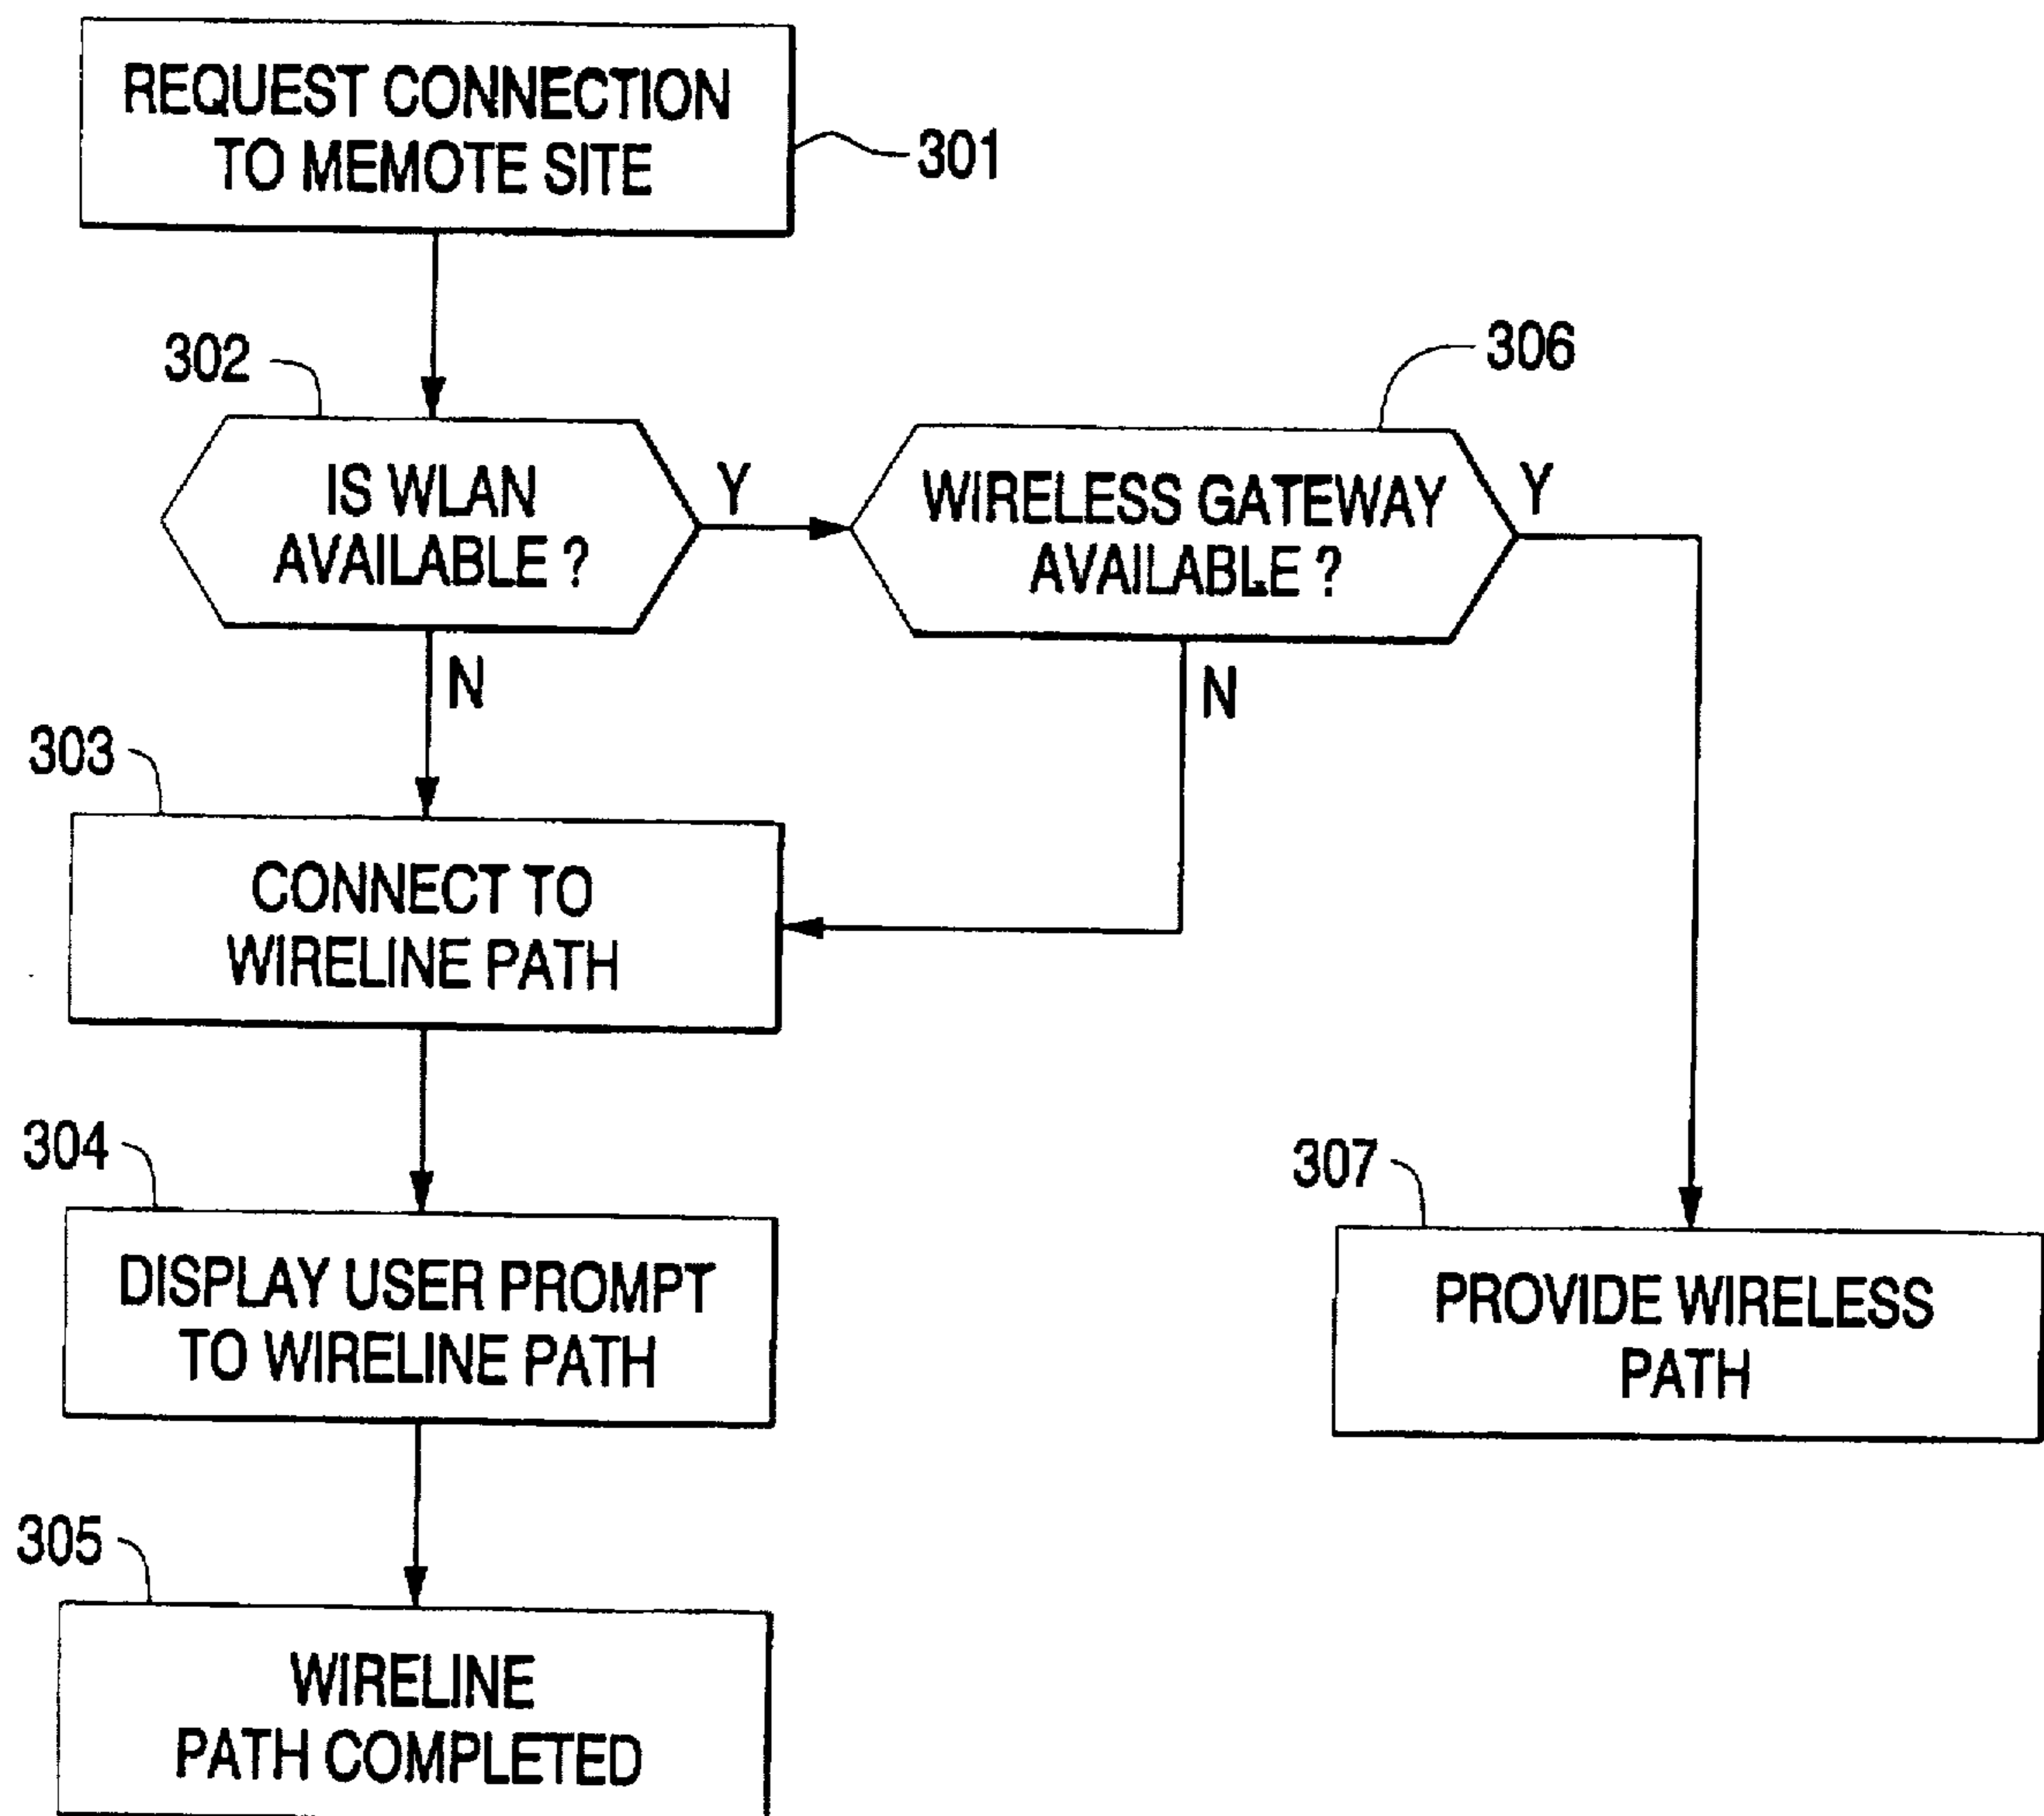 REQUEST CONNECTION
TO MEMOTE SITE
301
302
306
IS WLAN
AVAILABLE ?
Y
WIRELESS GATEWAY
AVAILABLE ?
Y
N
N
303
CONNECT TO
WIRELINE PATH
304
307
DISPLAY USER PROMPT
TO WIRELINE PATH
PROVIDE WIRELESS
PATH
305
WIRELINE
PATH COMPLETED